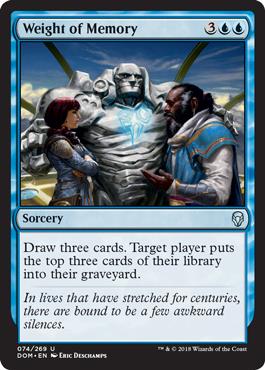 Weight of Memory 3
Sorcery
Draw three cards. Target player puts
the top three cards of their library
into their graveyard.
In lives that have stretched for centuries,
there are bound to be a few awkward
silences.
074/269 U
DOM • EN Eric Deschamps ™ & © 2018 Wizards of the Coast